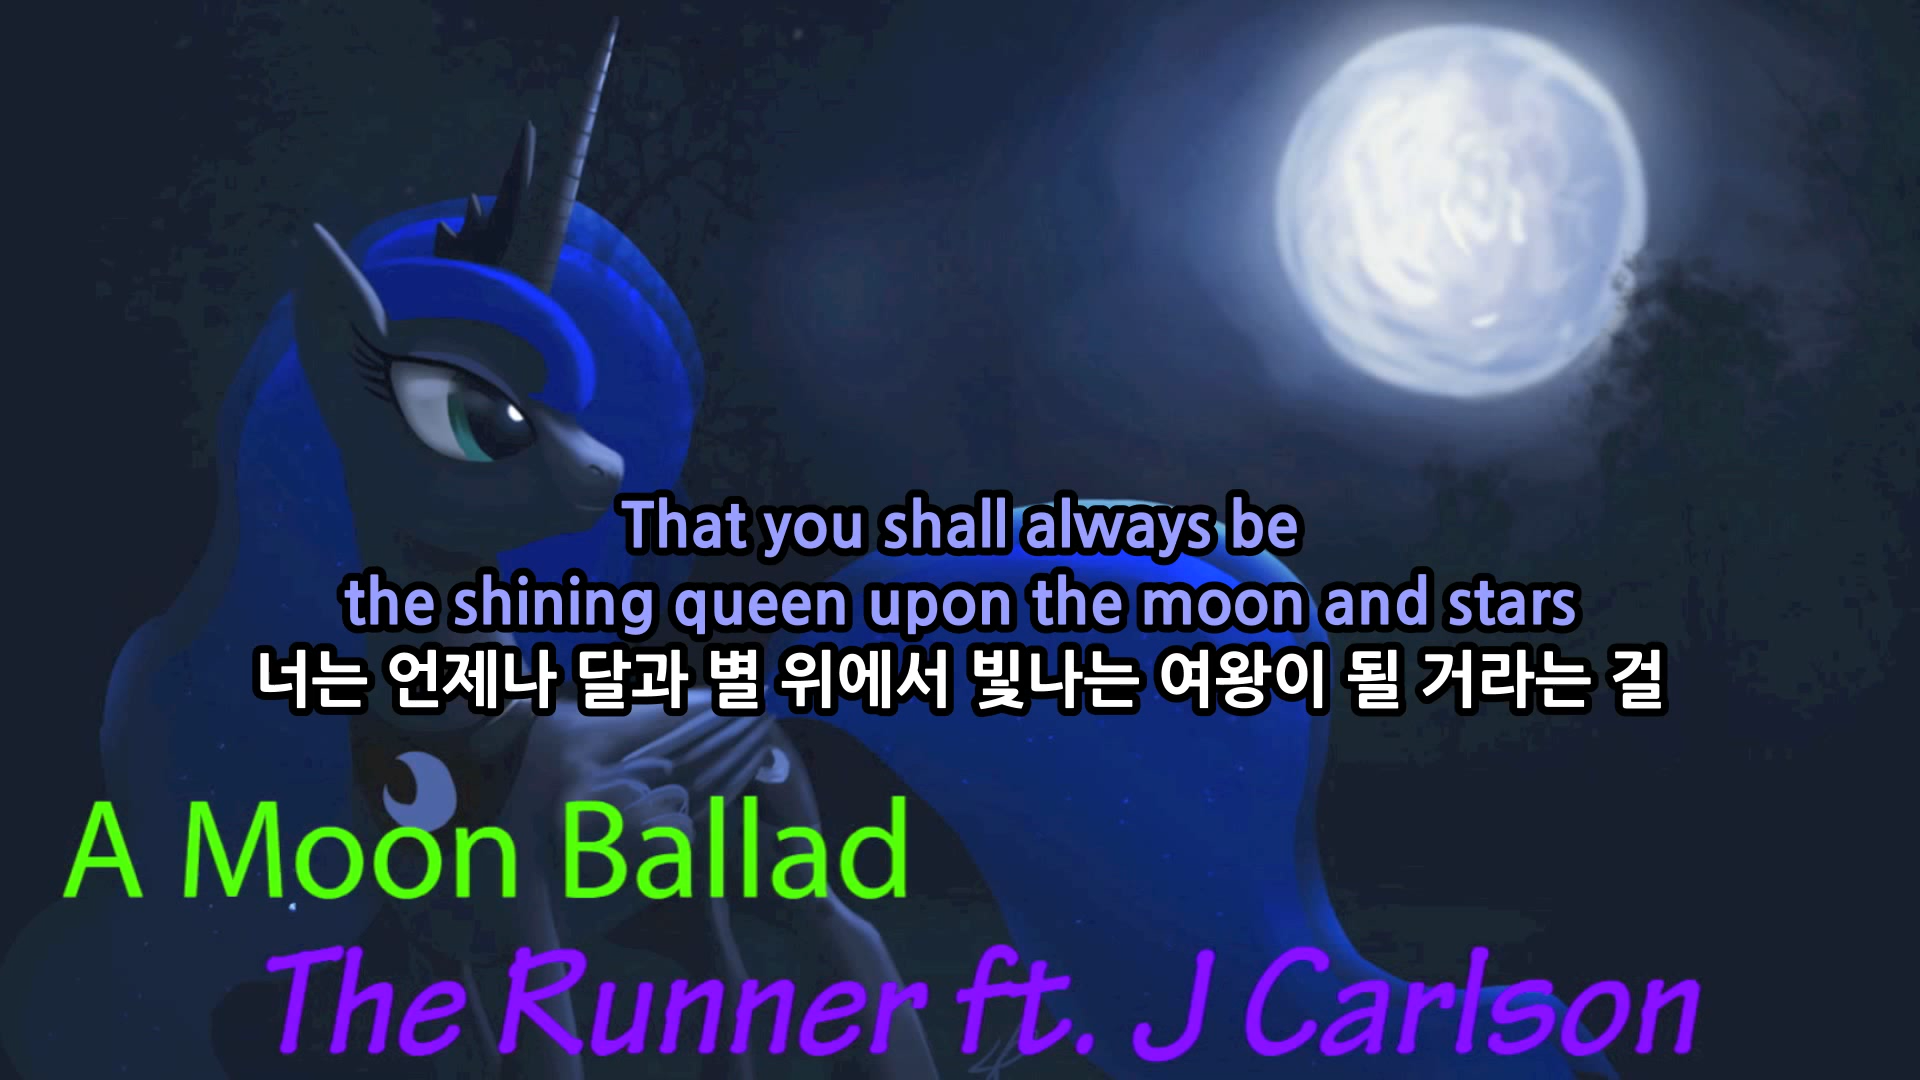 That you shall always be
the shining queen upon the moon and stars
너는 언제나 달과 별 위에서 빛나는 여왕이 될 거라는 걸
A Moon Ballad
The Runner ft. J Carlson